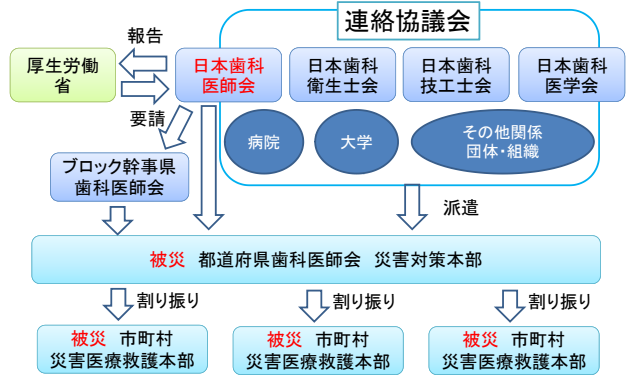 連絡協議会
報告
厚生労働
省
日本歯科
医師会
日本歯科
衛生士会
日本歯科
技工士会
日本歯科
医学会
要請
病院
大学
その他関係
団体・組織
ブロック幹事県
歯科医師会
派遣
被災 都道府県歯科医師会 災害対策本部
割り振り
割り振り
割り振り
被災 市町村
災害医療救護本部
被災 市町村
災害医療救護本部
被災 市町村
災害医療救護本部